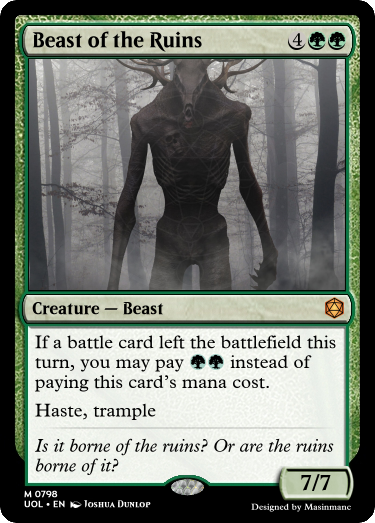 Beast of the Ruins 4
Creature — Beast
If a battle card left the battlefield this
turn, you may pay instead of
paying this card's mana cost.
Haste, trample
Is it borne of the ruins? Or are the ruins
borne of it?
7/7
M 0798
UOL • EN Joshua Dunlop
Designed by Masinmanc